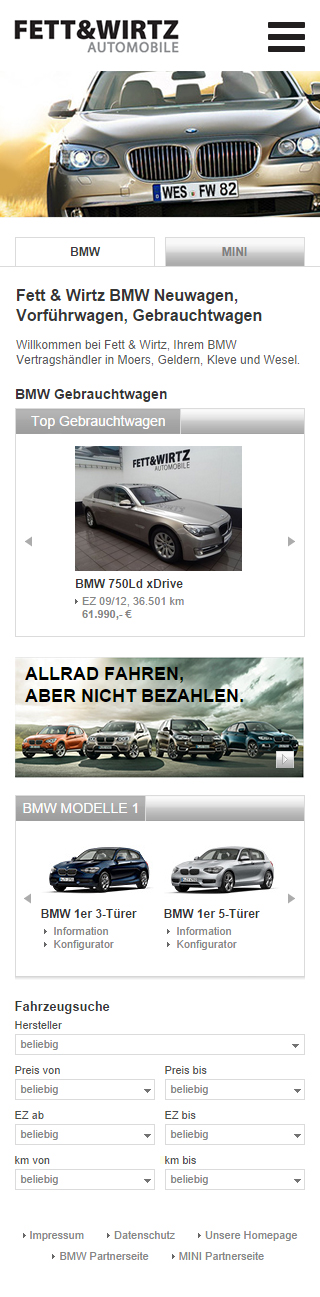 FETT&WIRTZ
AUTOMOBILE
WES FW 82
BMW MINI
Fett & Wirtz BMW Neuwagen,
Vorführwagen, Gebrauchtwagen
Willkommen bei Fett & Wirtz, Ihrem BMW
Vertragshändler in Moers, Geldern, Kleve und Wesel.
BMW Gebrauchtwagen
Top Gebrauchtwagen
FETT&WIRTZ
AUTOMOBILE
BMW 750Ld xDrive
EZ 09/12, 36.501 km
61.990,- €
ALLRAD FAHREN,
ABER NICHT BEZAHLEN.
BMW MODELLE 1
BMW 1er 3-Türer BMW 1er 5-Türer
Information Information
Konfigurator Konfigurator
Fahrzeugsuche
Hersteller
beliebig
Preis von Preis bis
beliebig beliebig
EZ ab EZ bis
beliebig beliebig
km von km bis
beliebig beliebig
Impressum Datenschutz Unsere Homepage
BMW Partnerseite MINI Partnerseite